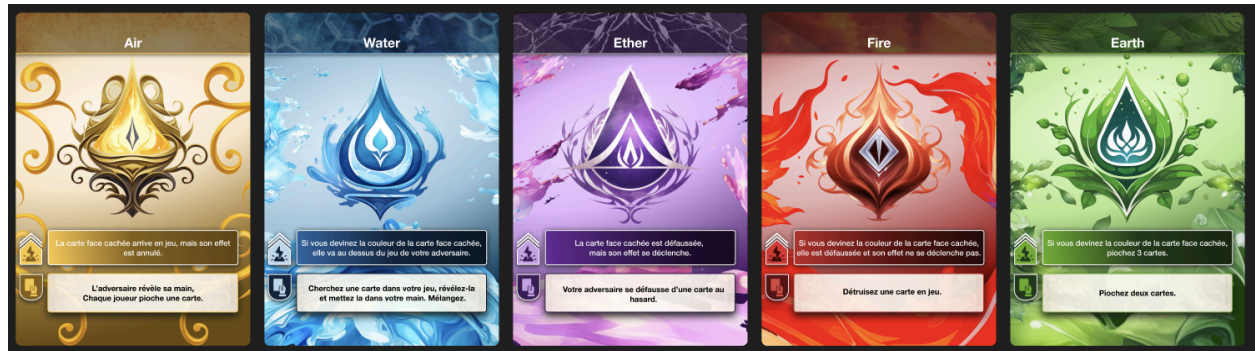 Air
La carte face cachée arrive en jeu, mais son effet
est annulé.
L'adversaire révèle sa main,
Chaque joueur pioche une carte.
Water
Si vous devinez la couleur de la carte face cachée,
elle va au dessus du jeu de votre adversaire.
Cherchez une carte dans votre jeu, révélez-la
et mettez la dans votre main. Mélangez.
Ether
La carte face cachée est défaussée,
mais son effet se déclenche.
Votre adversaire se défausse d'une carte au
hasard.
Fire
Si vous devinez la couleur de la carte face cachée,
elle est défaussée et son effet ne se déclenche pas.
Détruisez une carte en jeu.
Earth
Si vous devinez la couleur de la carte face cachée,
piochez 3 cartes.
Piochez deux cartes.